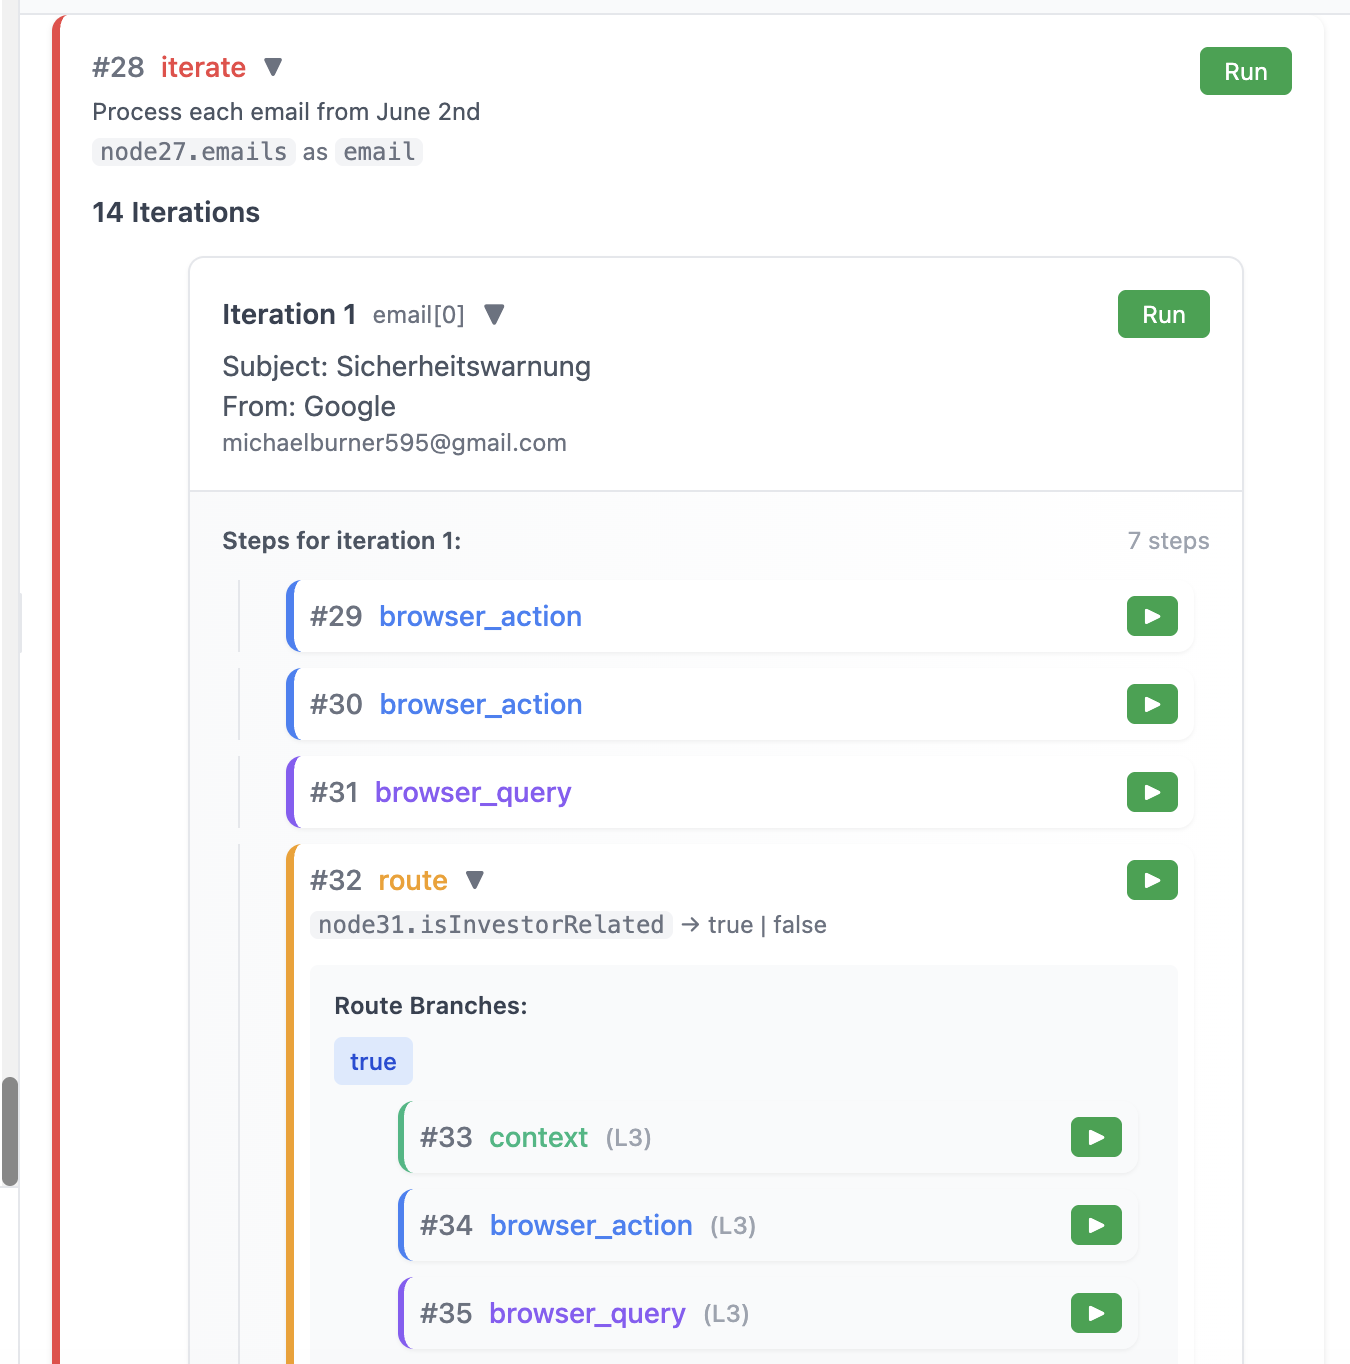 #28 iterate ▼
Run
Process each email from June 2nd
node27.emails as email
14 Iterations
Iteration 1 email[0] ▼
Run
Subject: Sicherheitswarnung
From: Google
michaelburner595@gmail.com
Steps for iteration 1:
7 steps
#29 browser_action
#30 browser_action
#31 browser_query
#32 route ▼
node31.isInvestorRelated → true | false
Route Branches:
true
#33 context (L3)
#34 browser_action (L3)
#35 browser_query (L3)